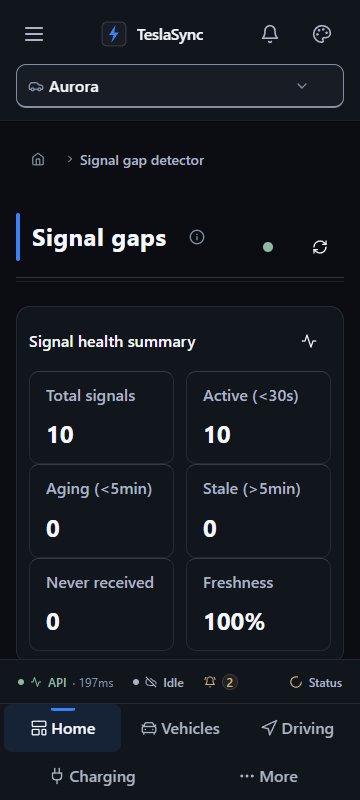 TeslaSync
Aurora
Signal gap detector
Signal gaps
Signal health summary
Total signals
10
Active (<30s)
10
Aging (<5min)
0
Stale (>5min)
0
Never received
0
Freshness
100%
API · 197ms
Idle
2
Status
Home
Vehicles
Driving
Charging
More